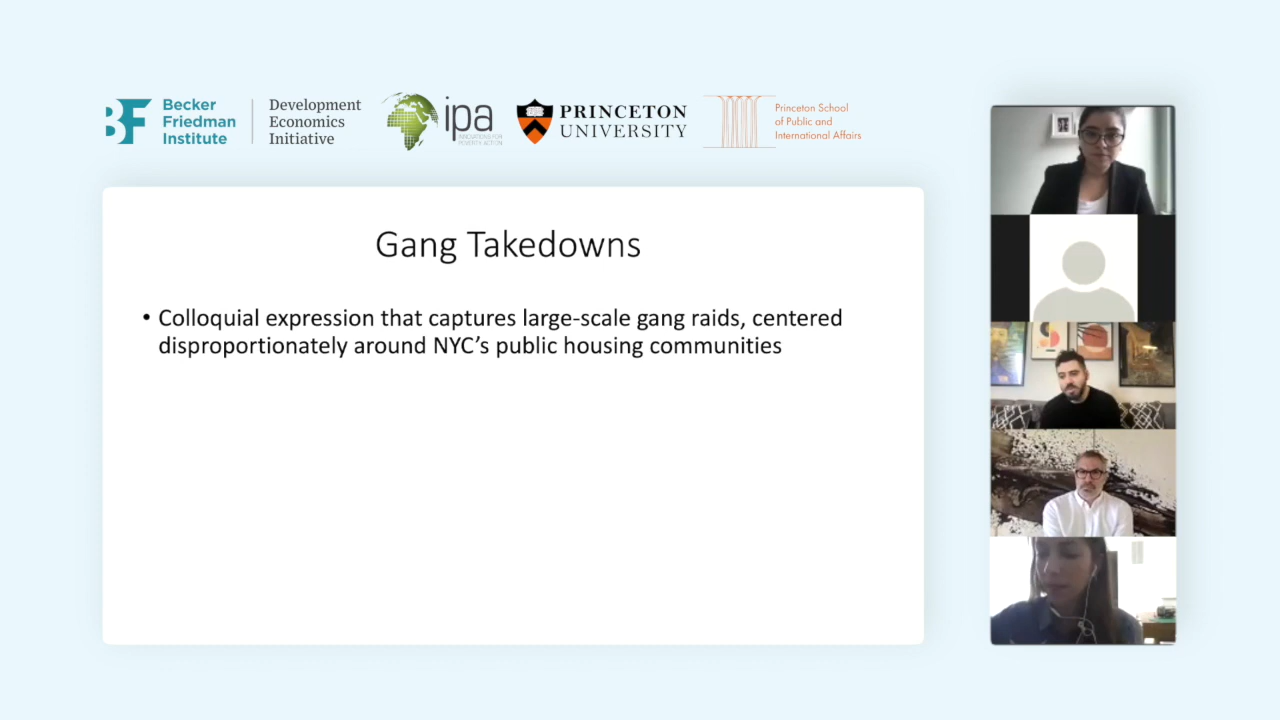 Becker
Friedman
Institute
Development
Economics
Initiative
ipa
INNOVATIONS FOR
POVERTY ACTION
PRINCETON
UNIVERSITY
Princeton School
of Public and
International Affairs
Gang Takedowns
• Colloquial expression that captures large-scale gang raids, centered
disproportionately around NYC’s public housing communities